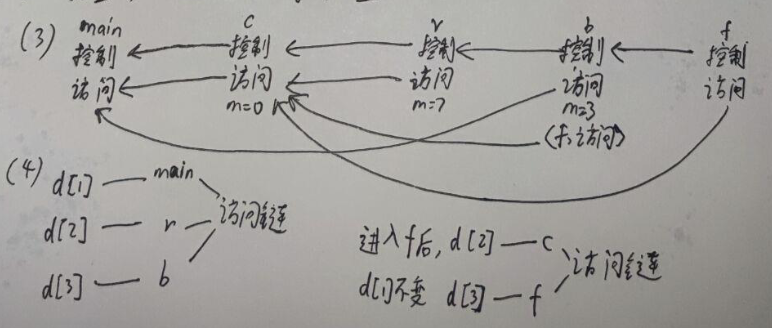 (3) main c r b f
控制 控制 控制 控制 控制
访问 访问 访问 访问 访问
m=0 m=7 m=3
(f:访问)
(4) d[1] — main
d[2] — r 访问链
d[3] — b
进入f后, d[2] — c 访问链
d[1]不变 d[3] — f